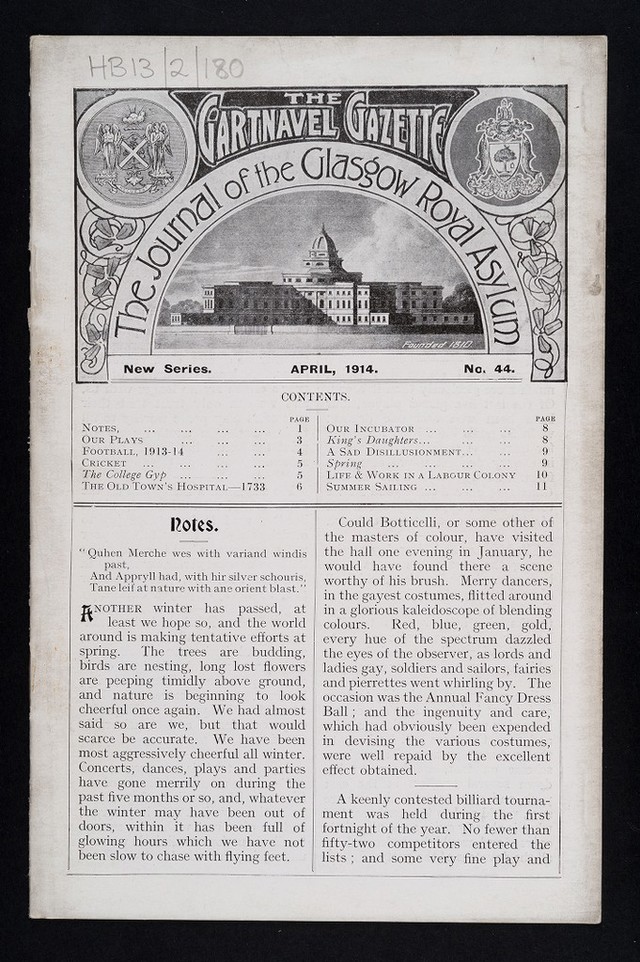 HB13/2/180
THE
GARTNAVEL GAZETTE
The Journal of the Glasgow Royal Asylum
Founded 1810.
New Series. APRIL, 1914. No. 44.
CONTENTS.
PAGE
NOTES, ... ... ... ... 1
OUR PLAYS ... ... ... 3
FOOTBALL, 1913-14 ... ... 4
CRICKET ... ... ... ... 5
The College Gyp ... ... ... 5
THE OLD TOWN'S HOSPITAL—1733 6
PAGE
OUR INCUBATOR ... ... ... 8
King's Daughters... ... ... 8
A SAD DISILLUSIONMENT... ... 9
Spring ... ... ... ... 9
LIFE & WORK IN A LABOUR COLONY 10
SUMMER SAILING ... ... ... 11
Notes.
"Quhen Merche wes with variand windis
past,
And Appryll had, with hir silver schouris,
Tane leif at nature with ane orient blast."
ANOTHER winter has passed, at
least we hope so, and the world
around is making tentative efforts at
spring. The trees are budding,
birds are nesting, long lost flowers
are peeping timidly above ground,
and nature is beginning to look
cheerful once again. We had almost
said so are we, but that would
scarce be accurate. We have been
most aggressively cheerful all winter.
Concerts, dances, plays and parties
have gone merrily on during the
past five months or so, and, whatever
the winter may have been out of
doors, within it has been full of
glowing hours which we have not
been slow to chase with flying feet.
Could Botticelli, or some other of
the masters of colour, have visited
the hall one evening in January, he
would have found there a scene
worthy of his brush. Merry dancers,
in the gayest costumes, flitted around
in a glorious kaleidoscope of blending
colours. Red, blue, green, gold,
every hue of the spectrum dazzled
the eyes of the observer, as lords and
ladies gay, soldiers and sailors, fairies
and pierrettes went whirling by. The
occasion was the Annual Fancy Dress
Ball ; and the ingenuity and care,
which had obviously been expended
in devising the various costumes,
were well repaid by the excellent
effect obtained.
A keenly contested billiard tourna-
ment was held during the first
fortnight of the year. No fewer than
fifty-two competitors entered the
lists ; and some very fine play and